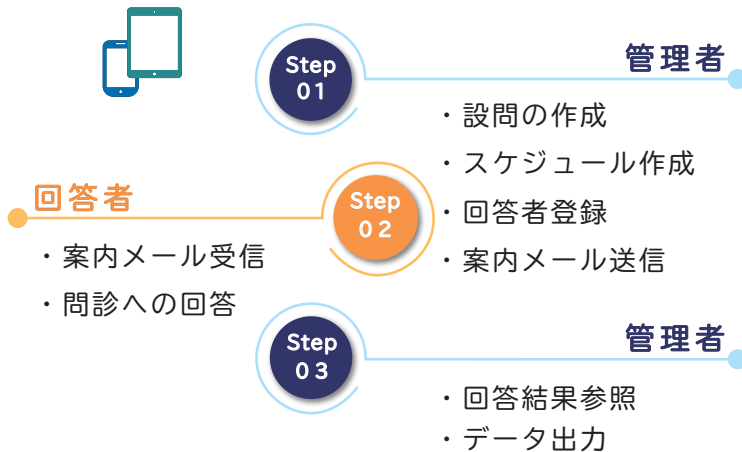 Step
01
管理者
・設問の作成
・スケジュール作成
・回答者登録
・案内メール送信
回答者
Step
02
・案内メール受信
・問診への回答
Step
03
管理者
・回答結果参照
・データ出力